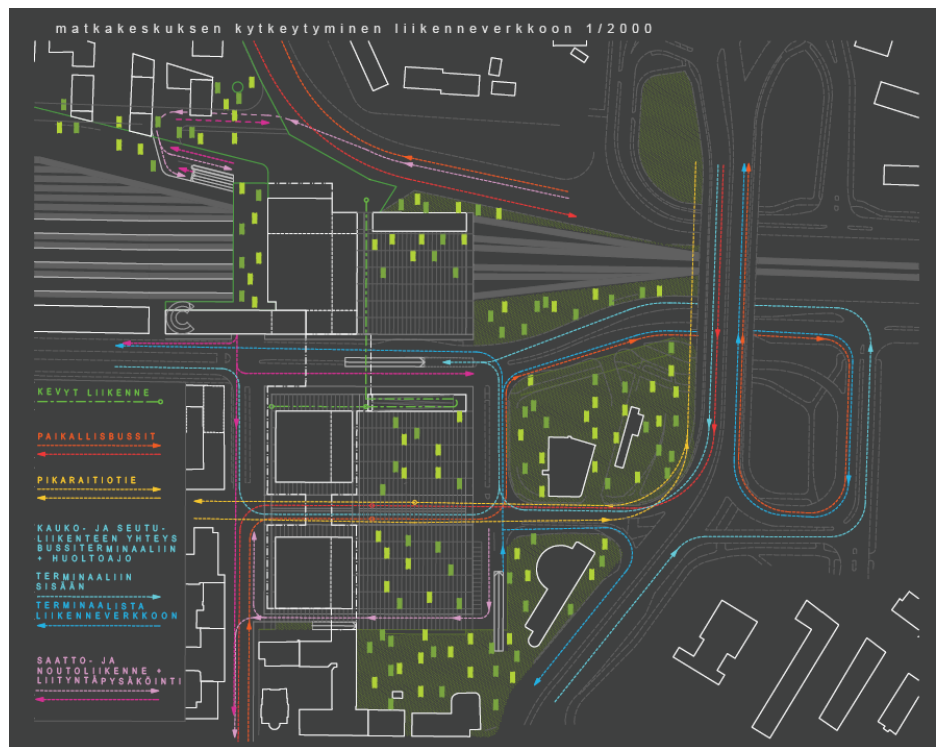 matkakeskuksen kytkeytyminen liikenneverkkoon 1/2000
KEVYT LIIKENNE
PAIKALLISBUSSIT
PIKARAITIOTIE
KAUKO- JA SEUTU-
LIIKENTEEN YHTEYS
BUSSITERMINAALIIN
+ HUOLTOAJO
TERMINAALIIN
SISÄÄN
TERMINAALISTA
LIIKENNEVERKKOON
SAATTO- JA
NOUTOLIIKENNE +
LIITYNTÄPYSÄKÖINTI